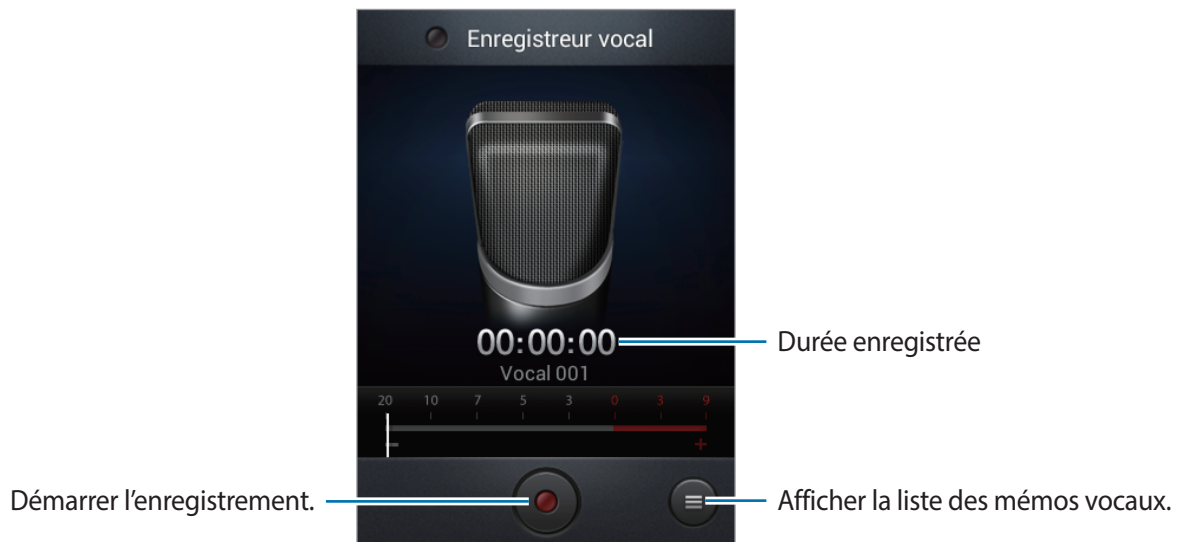 Enregistreur vocal
00:00:00
Durée enregistrée
Vocal 001
20 10 7 5 3 0 3 9
- +
Démarrer l'enregistrement.
Afficher la liste des mémos vocaux.